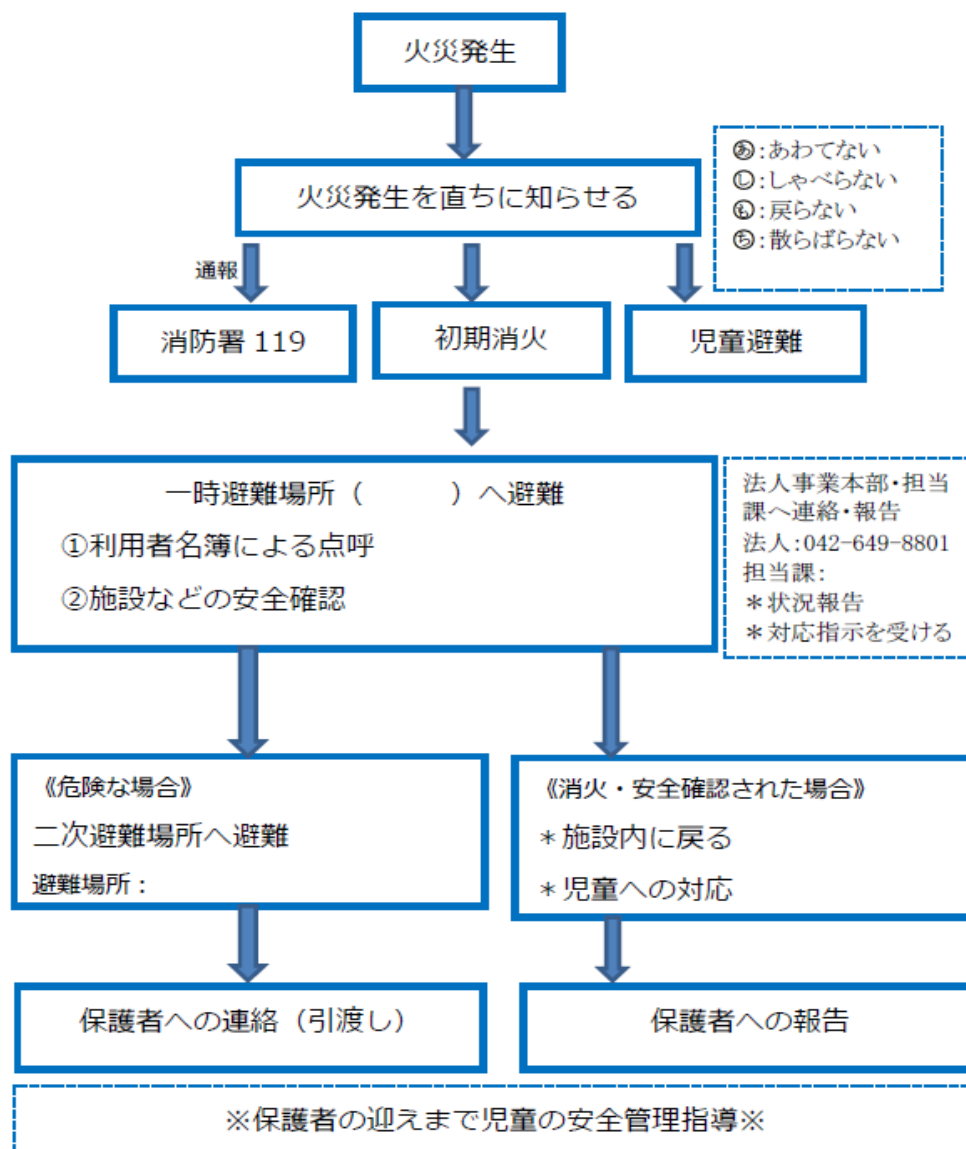 火災発生
火災発生を直ちに知らせる
㋐:あわてない
㋛:しゃべらない
㋲:戻らない
㋠:散らばらない
通報
消防署 119
初期消火
児童避難
一時避難場所（　　　）へ避難
①利用者名簿による点呼
②施設などの安全確認
法人事業本部・担当
課へ連絡・報告
法人:042-649-8801
担当課:
＊状況報告
＊対応指示を受ける
《危険な場合》
二次避難場所へ避難
避難場所：
《消火・安全確認された場合》
＊施設内に戻る
＊児童への対応
保護者への連絡（引渡し）
保護者への報告
※保護者の迎えまで児童の安全管理指導※